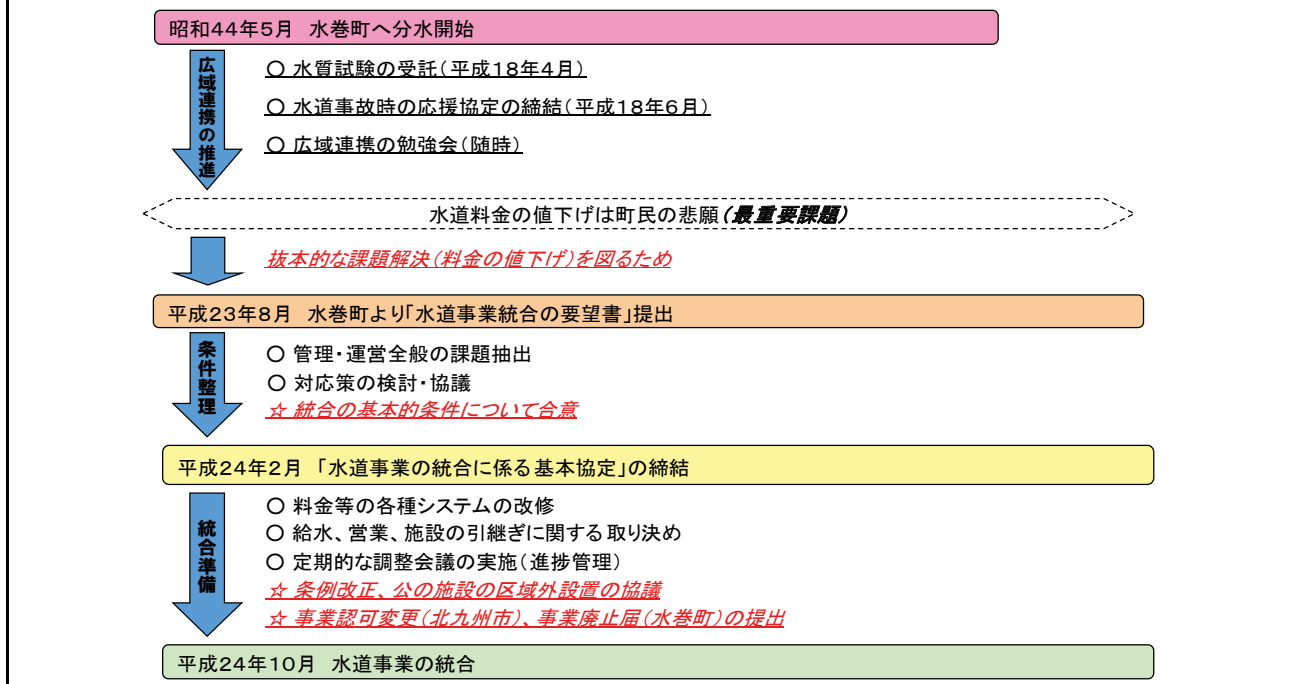 昭和44年5月 水巻町へ分水開始
広域連携の推進
〇 水質試験の受託(平成18年4月)
〇 水道事故時の応援協定の締結(平成18年6月)
〇 広域連携の勉強会(随時)
水道料金の値下げは町民の悲願(最重要課題)
抜本的な課題解決(料金の値下げ)を図るため
平成23年8月 水巻町より「水道事業統合の要望書」提出
条件整理
〇 管理・運営全般の課題抽出
〇 対応策の検討・協議
☆ 統合の基本的条件について合意
平成24年2月 「水道事業の統合に係る基本協定」の締結
統合準備
〇 料金等の各種システムの改修
〇 給水、営業、施設の引継ぎに関する取り決め
〇 定期的な調整会議の実施(進捗管理)
☆ 条例改正、公の施設の区域外設置の協議
☆ 事業認可変更(北九州市)、事業廃止届(水巻町)の提出
平成24年10月 水道事業の統合